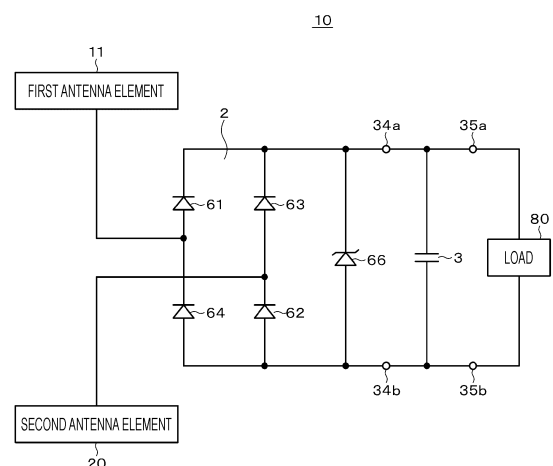 10
11
FIRST ANTENNA ELEMENT
2
34a
35a
61
63
80
LOAD
66
3
64
62
34b
35b
SECOND ANTENNA ELEMENT
20